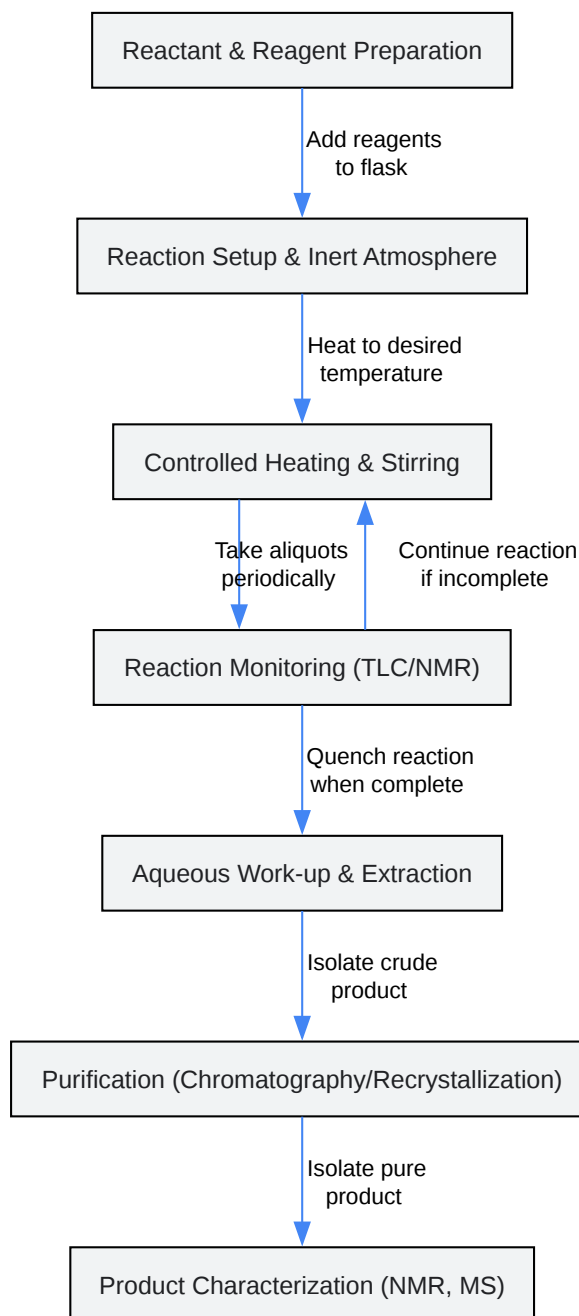 Reactant & Reagent Preparation
Add reagents
to flask
Reaction Setup & Inert Atmosphere
Heat to desired
temperature
Controlled Heating & Stirring
Take aliquots
periodically
Continue reaction
if incomplete
Reaction Monitoring (TLC/NMR)
Quench reaction
when complete
Aqueous Work-up & Extraction
Isolate crude
product
Purification (Chromatography/Recrystallization)
Isolate pure
product
Product Characterization (NMR, MS)